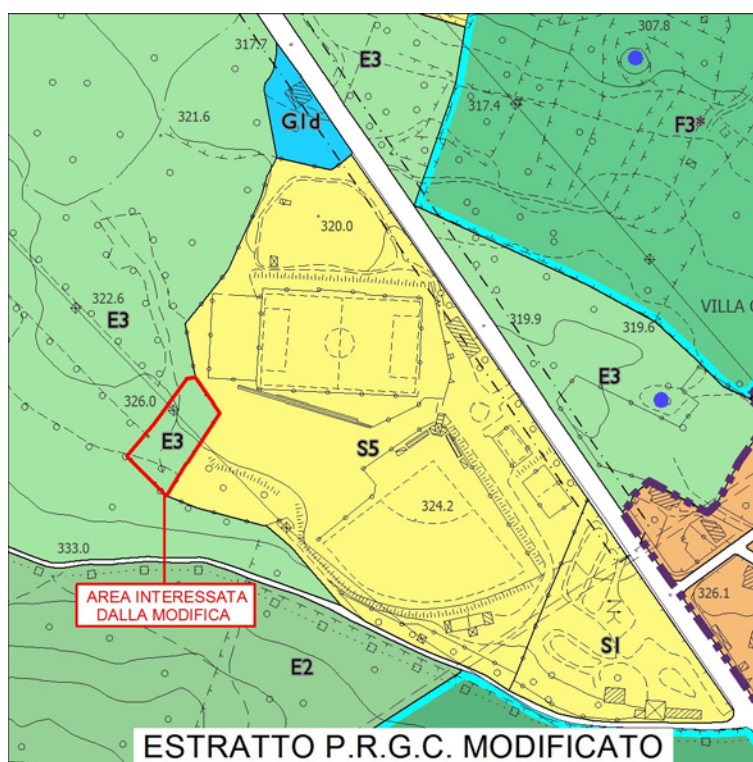 307.8
317.7
E3
317.4
321.6
G1d
F3*
320.0
322.6
319.9
319.6
VILLA
E3
E3
326.0
E3
S5
324.2
333.0
326.1
AREA INTERESSATA
DALLA MODIFICA
S1
E2
ESTRATTO P.R.G.C. MODIFICATO